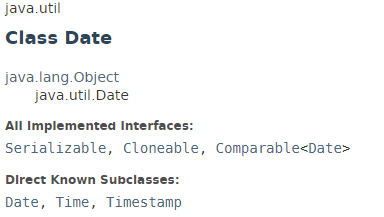 java.util
Class Date
java.lang.Object
java.util.Date
All Implemented Interfaces:
Serializable, Cloneable, Comparable<Date>
Direct Known Subclasses:
Date, Time, Timestamp